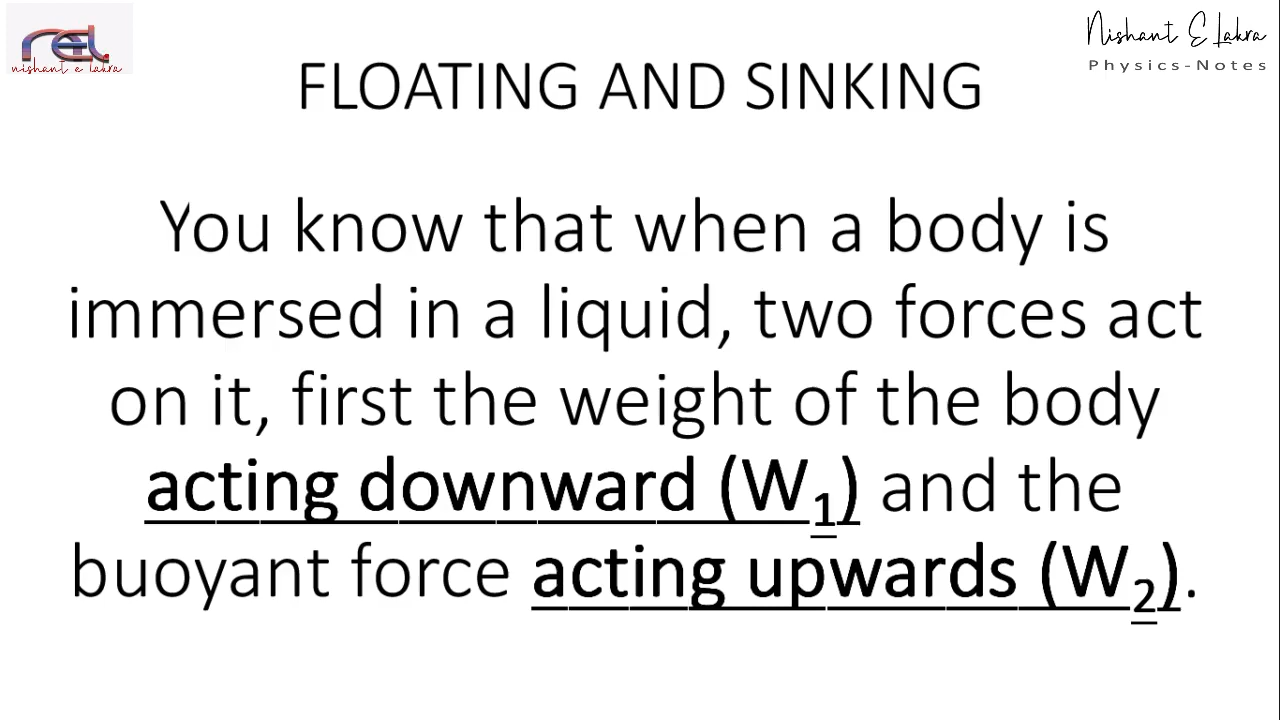 nishant e lakra
Nishant E Lakra
Physics-Notes
FLOATING AND SINKING
You know that when a body is
immersed in a liquid, two forces act
on it, first the weight of the body
acting downward (W₁) and the
buoyant force acting upwards (W₂).